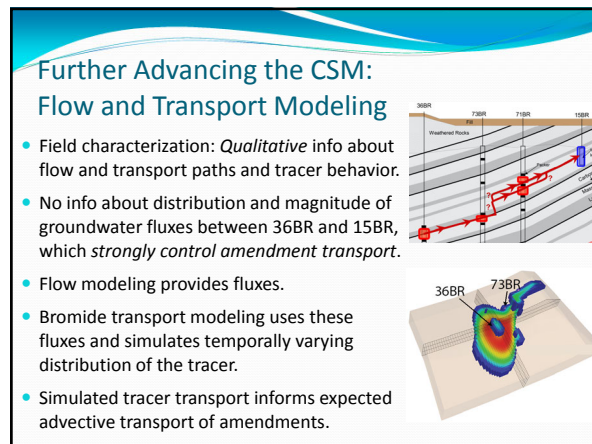 Further Advancing the CSM:
Flow and Transport Modeling
• Field characterization: Qualitative info about
flow and transport paths and tracer behavior.
• No info about distribution and magnitude of
groundwater fluxes between 36BR and 15BR,
which strongly control amendment transport.
• Flow modeling provides fluxes.
• Bromide transport modeling uses these
fluxes and simulates temporally varying
distribution of the tracer.
• Simulated tracer transport informs expected
advective transport of amendments.
36BR
73BR 71BR 15BR
Fill
Weathered Rocks
?
?
?
?
36BR 73BR